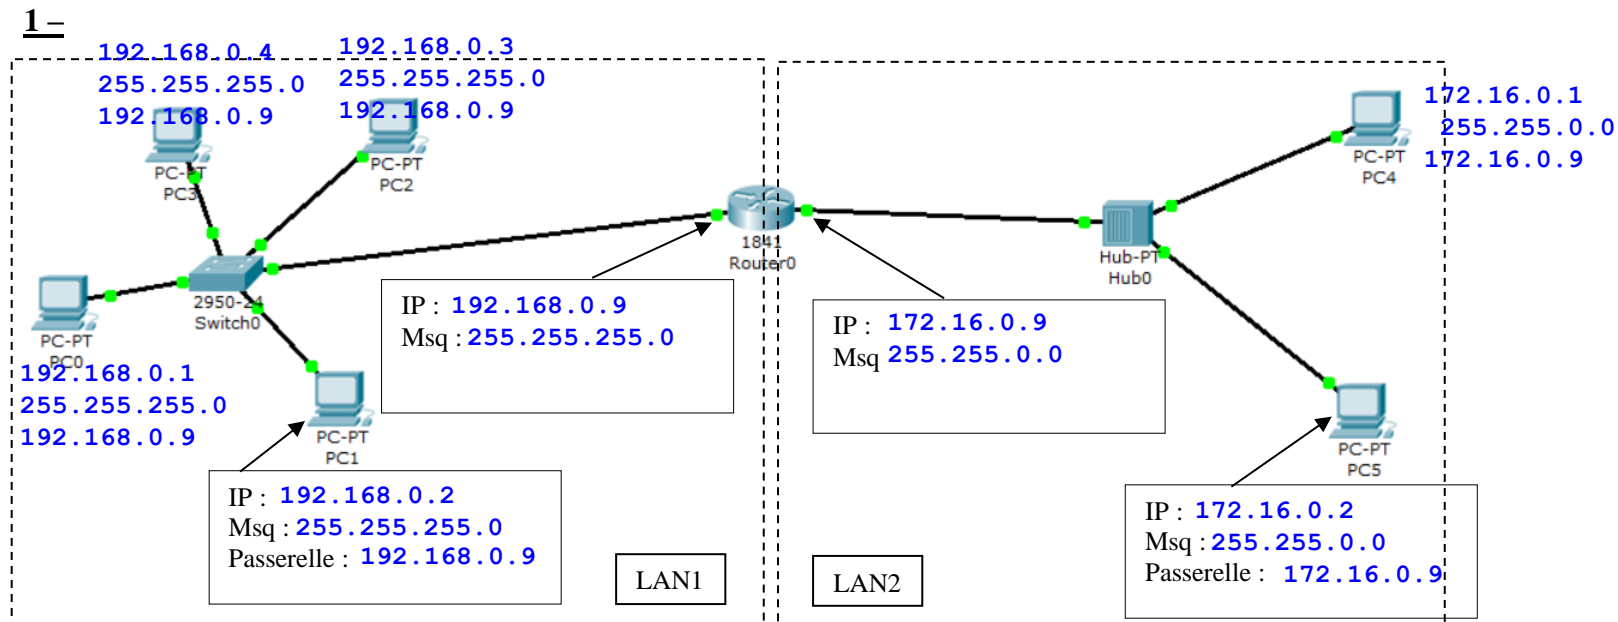 1 –
192.168.0.4
255.255.255.0
192.168.0.9
192.168.0.3
255.255.255.0
192.168.0.9
172.16.0.1
255.255.0.0
172.16.0.9
PC-PT
PC3
PC-PT
PC2
PC-PT
PC4
1841
Router0
Hub-PT
Hub0
2950-24
Switch0
PC-PT
PC0
192.168.0.1
255.255.255.0
192.168.0.9
IP : 192.168.0.9
Msq : 255.255.255.0
IP : 172.16.0.9
Msq 255.255.0.0
PC-PT
PC1
PC-PT
PC5
IP : 192.168.0.2
Msq : 255.255.255.0
Passerelle : 192.168.0.9
LAN1
LAN2
IP : 172.16.0.2
Msq : 255.255.0.0
Passerelle : 172.16.0.9